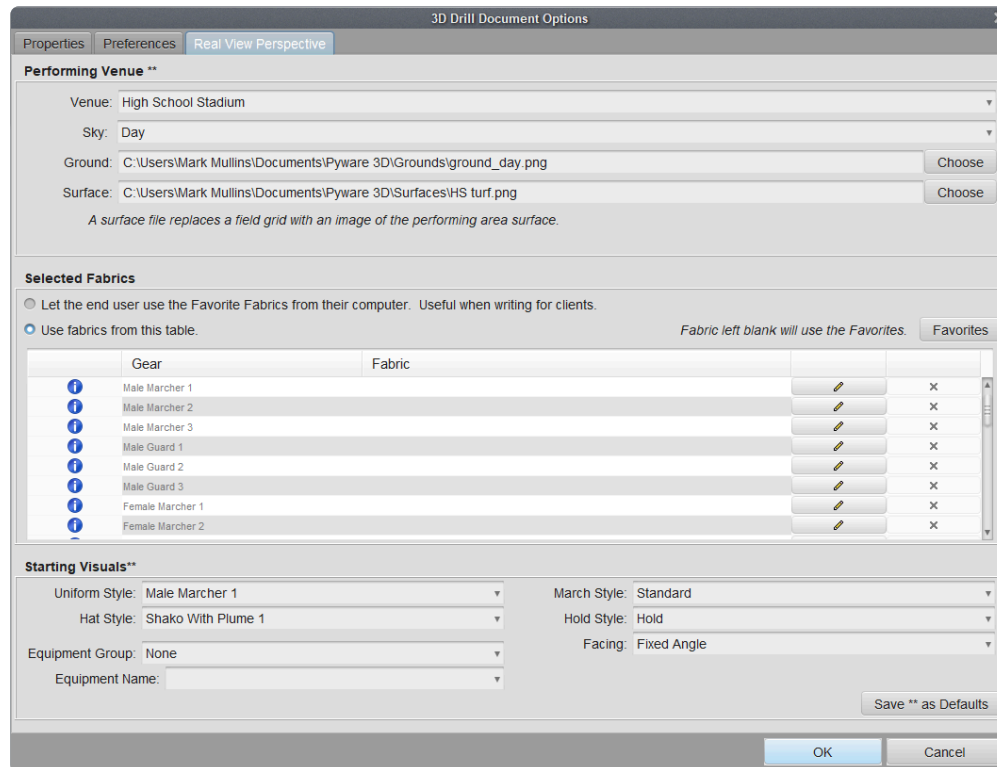 3D Drill Document Options
Properties Preferences Real View Perspective
Performing Venue **
Venue: High School Stadium
Sky: Day
Ground: C:\Users\Mark Mullins\Documents\Pyware 3D\Grounds\ground_day.png Choose
Surface: C:\Users\Mark Mullins\Documents\Pyware 3D\Surfaces\HS turf.png Choose
A surface file replaces a field grid with an image of the performing area surface.
Selected Fabrics
Let the end user use the Favorite Fabrics from their computer. Useful when writing for clients.
Use fabrics from this table. Fabric left blank will use the Favorites. Favorites
Gear Fabric
Male Marcher 1
Male Marcher 2
Male Marcher 3
Male Guard 1
Male Guard 2
Male Guard 3
Female Marcher 1
Female Marcher 2
Starting Visuals**
Uniform Style: Male Marcher 1 March Style: Standard
Hat Style: Shako With Plume 1 Hold Style: Hold
Equipment Group: None Facing: Fixed Angle
Equipment Name:
Save ** as Defaults
OK Cancel